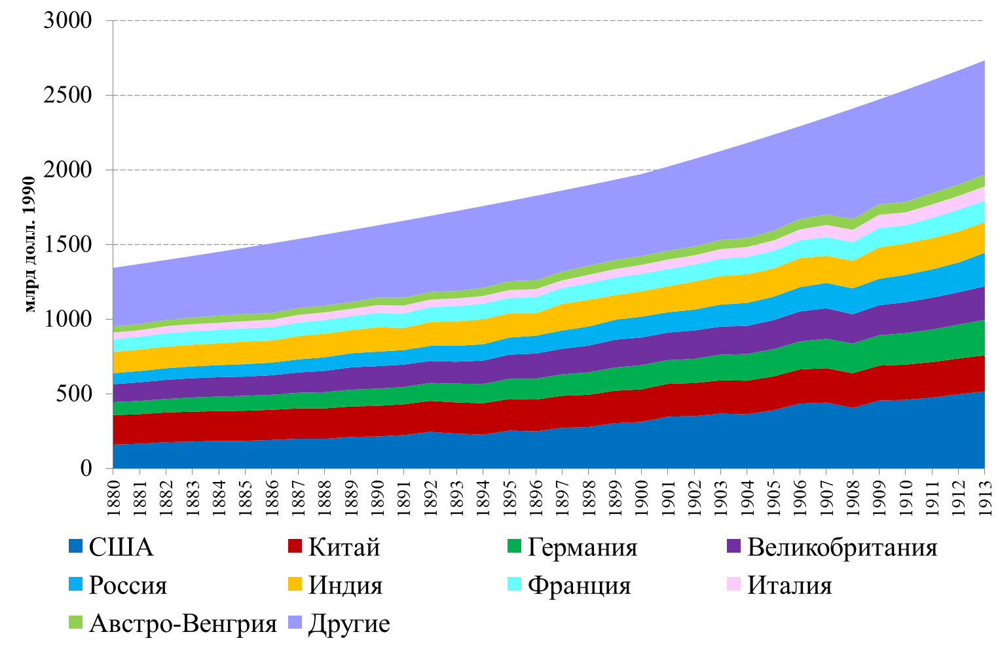 3000
2500
2000
1500
1000
500
0
млрд долл. 1990
1880 1881 1882 1883 1884 1885 1886 1887 1888 1889 1890 1891 1892 1893 1894 1895 1896 1897 1898 1899 1900 1901 1902 1903 1904 1905 1906 1907 1908 1909 1910 1911 1912 1913
США Китай Германия Великобритания
Россия Индия Франция Италия
Австро-Венгрия Другие